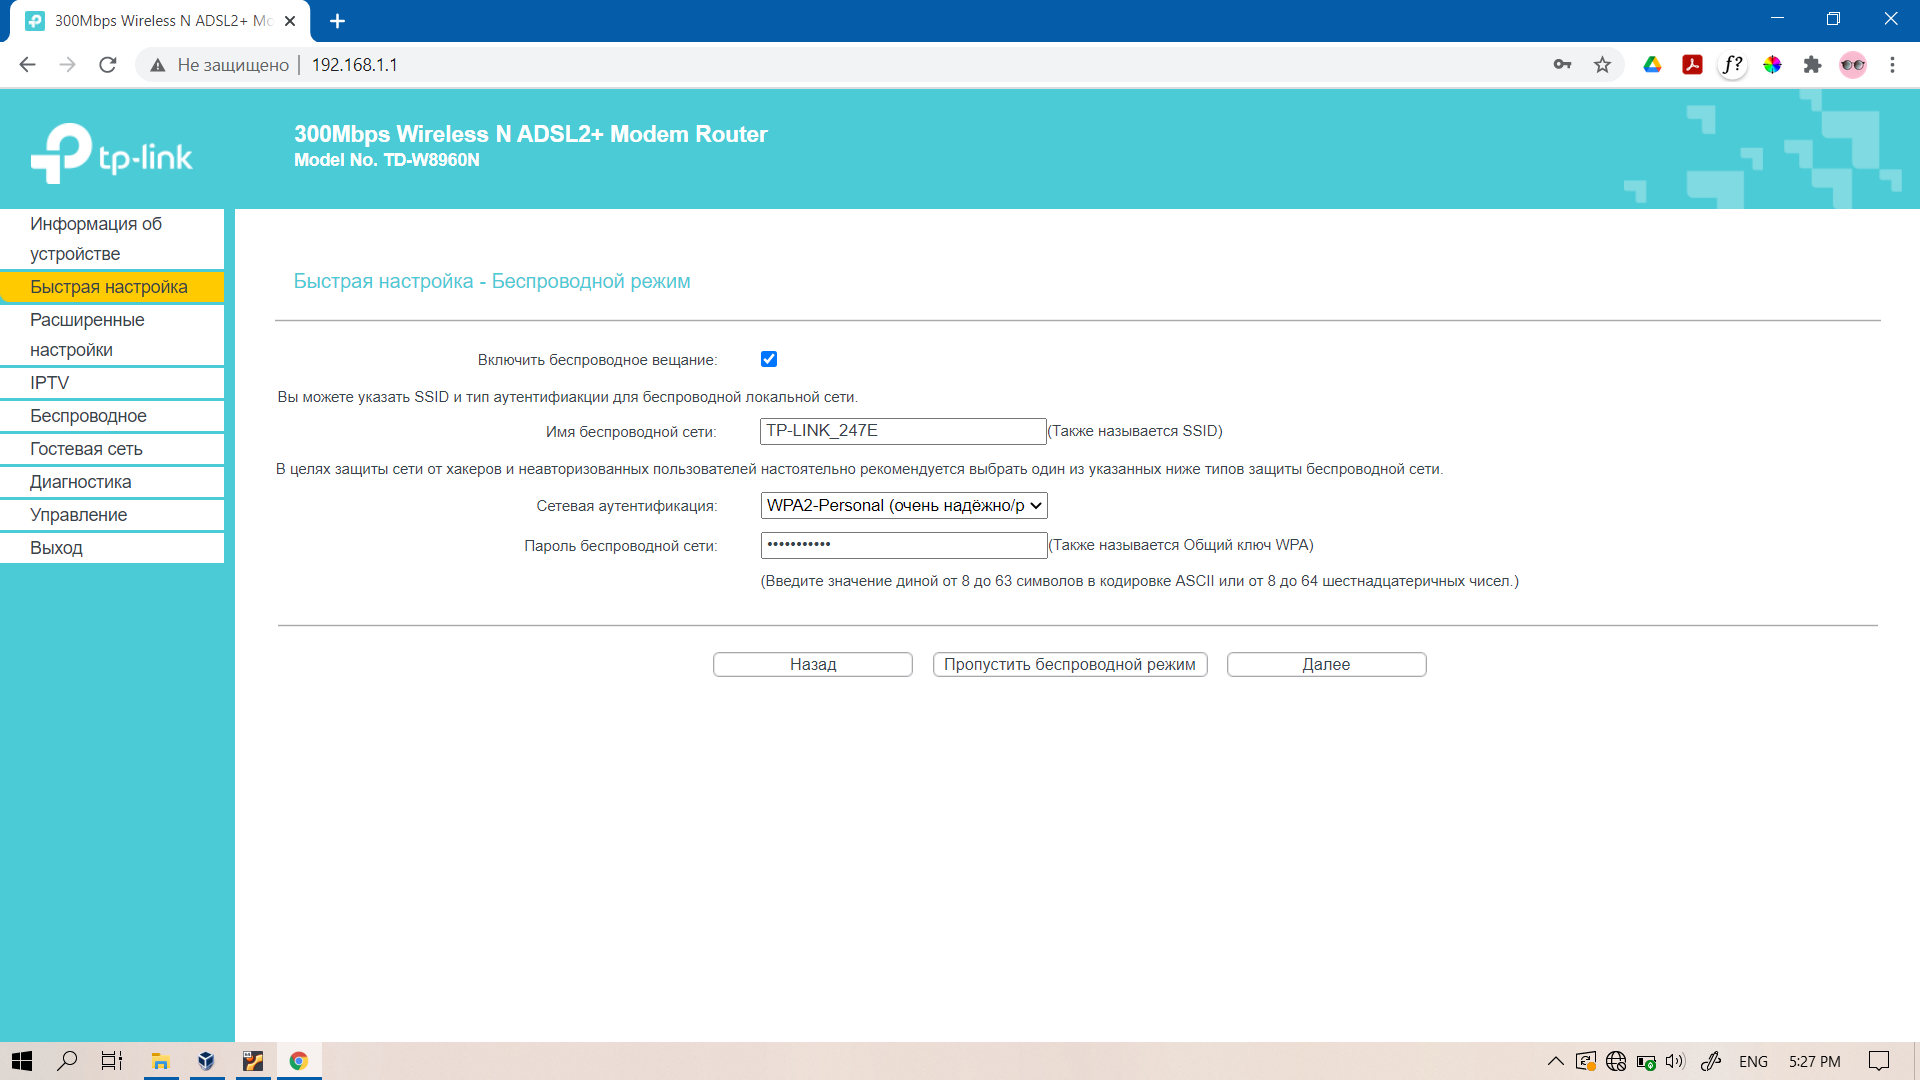 300Mbps Wireless N ADSL2+ Mo
Не защищено
192.168.1.1
f?
tp-link
300Mbps Wireless N ADSL2+ Modem Router
Model No. TD-W8960N
Информация об
устройстве
Быстрая настройка
Расширенные
настройки
IPTV
Беспроводное
Гостевая сеть
Диагностика
Управление
Выход
Быстрая настройка - Беспроводной режим
Включить беспроводное вещание:
Вы можете указать SSID и тип аутентифиакции для беспроводной локальной сети.
Имя беспроводной сети: TP-LINK_247E (Также называется SSID)
В целях защиты сети от хакеров и неавторизованных пользователей настоятельно рекомендуется выбрать один из указанных ниже типов защиты беспроводной сети.
Сетевая аутентификация: WPA2-Personal (очень надёжно/р
Пароль беспроводной сети: ••••••••••• (Также называется Общий ключ WPA)
(Введите значение диной от 8 до 63 символов в кодировке ASCII или от 8 до 64 шестнадцатеричных чисел.)
Назад
Пропустить беспроводной режим
Далее
ENG
5:27 PM